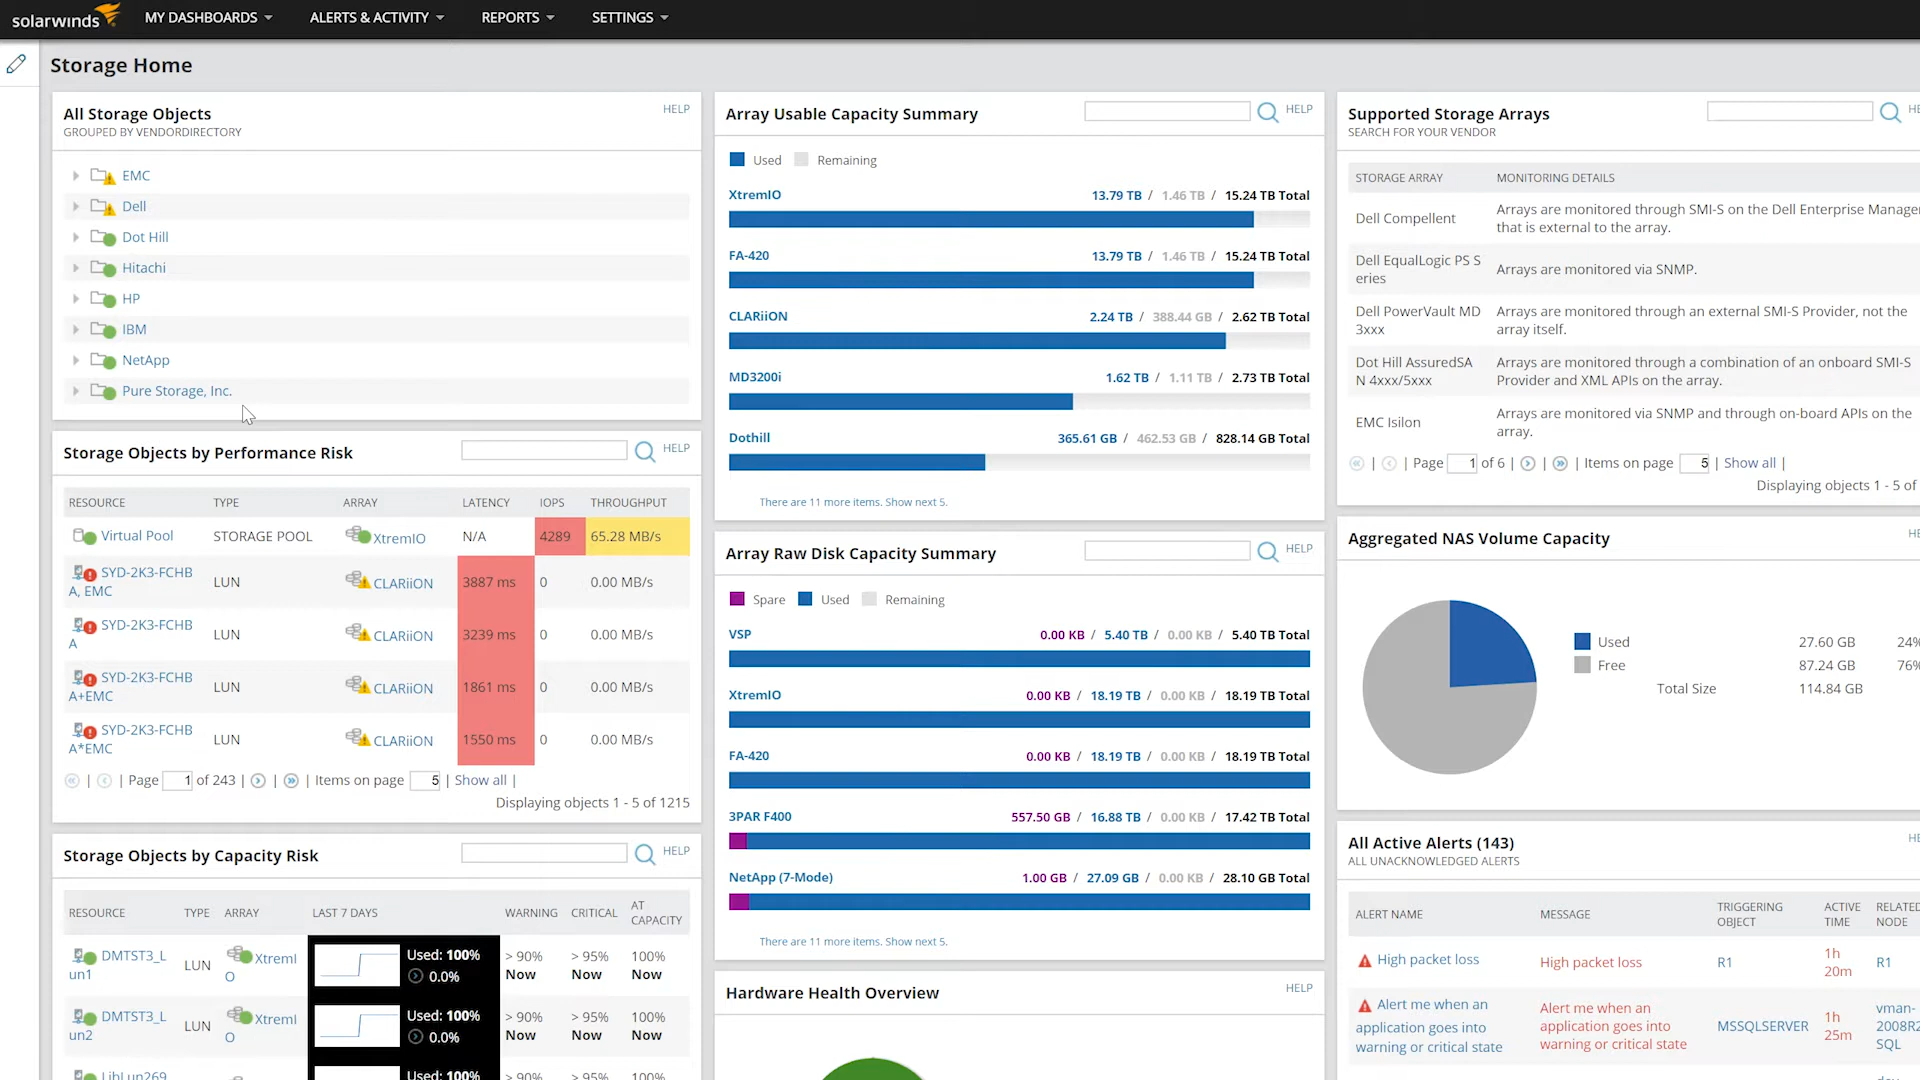 solarwinds
MY DASHBOARDS
ALERTS & ACTIVITY
REPORTS
SETTINGS
Storage Home
All Storage Objects
HELP
GROUPED BY VENDORDIRECTORY
EMC
Dell
Dot Hill
Hitachi
HP
IBM
NetApp
Pure Storage, Inc.
Storage Objects by Performance Risk
HELP
RESOURCE TYPE ARRAY LATENCY IOPS THROUGHPUT
Virtual Pool STORAGE POOL XtremIO N/A 4289 65.28 MB/s
SYD-2K3-FCHB
A, EMC
LUN CLARiiON 3887 ms 0 0.00 MB/s
SYD-2K3-FCHB
A
LUN CLARiiON 3239 ms 0 0.00 MB/s
SYD-2K3-FCHB
A+EMC
LUN CLARiiON 1861 ms 0 0.00 MB/s
SYD-2K3-FCHB
A*EMC
LUN CLARiiON 1550 ms 0 0.00 MB/s
| | Page 1 of 243 | | | Items on page 5 | Show all |
Displaying objects 1 - 5 of 1215
Storage Objects by Capacity Risk
HELP
RESOURCE TYPE ARRAY LAST 7 DAYS WARNING CRITICAL AT
CAPACITY
DMTST3_L
un1
LUN
XtremI
O
Used: 100%
0.0%
> 90%
Now
> 95%
Now
100%
Now
DMTST3_L
un2
LUN
XtremI
O
Used: 100%
0.0%
> 90%
Now
> 95%
Now
100%
Now
LibLun269
Used: 100%
> 90%
> 95%
100%
Array Usable Capacity Summary
HELP
Used Remaining
XtremIO 13.79 TB / 1.46 TB / 15.24 TB Total
FA-420 13.79 TB / 1.46 TB / 15.24 TB Total
CLARiiON 2.24 TB / 388.44 GB / 2.62 TB Total
MD3200i 1.62 TB / 1.11 TB / 2.73 TB Total
Dothill 365.61 GB / 462.53 GB / 828.14 GB Total
There are 11 more items. Show next 5.
Array Raw Disk Capacity Summary
HELP
Spare Used Remaining
VSP 0.00 KB / 5.40 TB / 0.00 KB / 5.40 TB Total
XtremIO 0.00 KB / 18.19 TB / 0.00 KB / 18.19 TB Total
FA-420 0.00 KB / 18.19 TB / 0.00 KB / 18.19 TB Total
3PAR F400 557.50 GB / 16.88 TB / 0.00 KB / 17.42 TB Total
NetApp (7-Mode) 1.00 GB / 27.09 GB / 0.00 KB / 28.10 GB Total
There are 11 more items. Show next 5.
Hardware Health Overview
HELP
Supported Storage Arrays
HE
SEARCH FOR YOUR VENDOR
STORAGE ARRAY MONITORING DETAILS
Dell Compellent
Arrays are monitored through SMI-S on the Dell Enterprise Manage
that is external to the array.
Dell EqualLogic PS S
eries
Arrays are monitored via SNMP.
Dell PowerVault MD
3xxx
Arrays are monitored through an external SMI-S Provider, not the
array itself.
Dot Hill AssuredSA
N 4xxx/5xxx
Arrays are monitored through a combination of an onboard SMI-S
Provider and XML APIs on the array.
EMC Isilon
Arrays are monitored via SNMP and through on-board APIs on the
array.
| | Page 1 of 6 | | | Items on page 5 | Show all |
Displaying objects 1 - 5 of
Aggregated NAS Volume Capacity
HE
Used 27.60 GB 24%
Free 87.24 GB 76%
Total Size 114.84 GB
All Active Alerts (143)
HE
ALL UNACKNOWLEDGED ALERTS
ALERT NAME MESSAGE TRIGGERING
OBJECT
ACTIVE
TIME
RELATED
NODE
High packet loss
High packet loss
R1
1h
20m
R1
Alert me when an
application goes into
warning or critical state
Alert me when an
application goes into
warning or critical state
MSSQLSERVER
1h
25m
vman-
2008R2
SQL